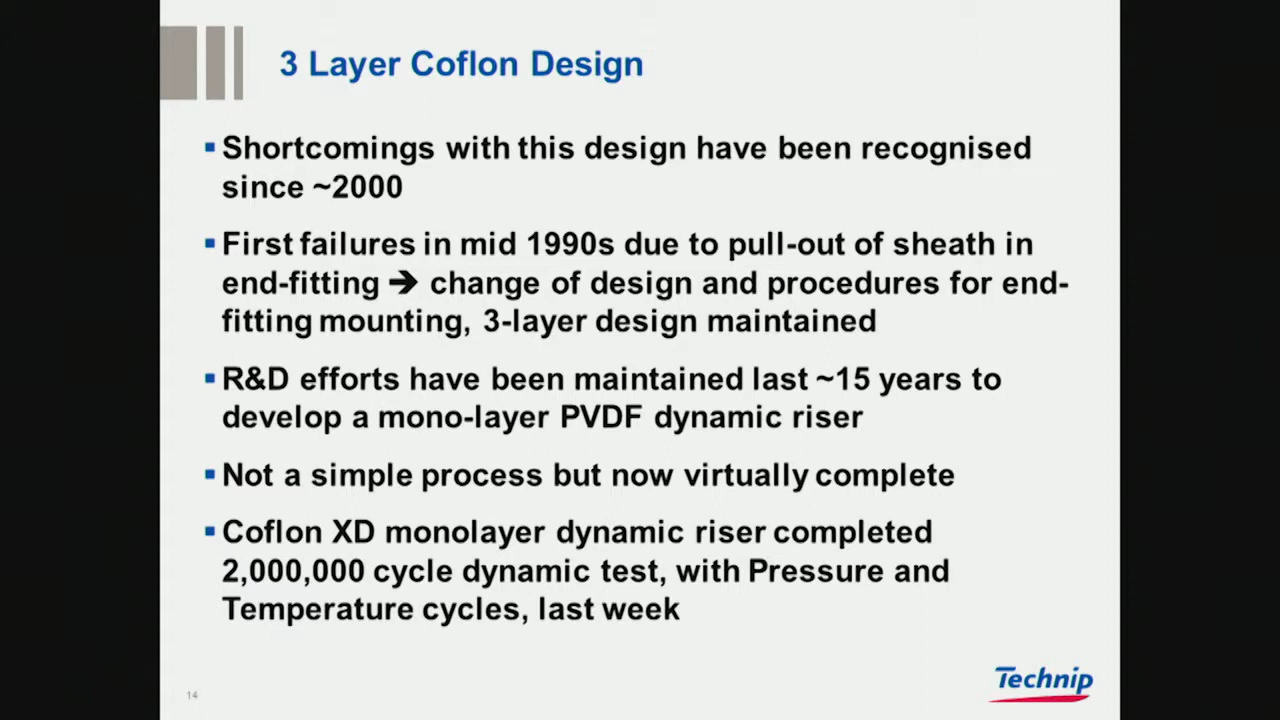 3 Layer Coflon Design
▪ Shortcomings with this design have been recognised
since ~2000
▪ First failures in mid 1990s due to pull-out of sheath in
end-fitting ➔ change of design and procedures for end-
fitting mounting, 3-layer design maintained
▪ R&D efforts have been maintained last ~15 years to
develop a mono-layer PVDF dynamic riser
▪ Not a simple process but now virtually complete
▪ Coflon XD monolayer dynamic riser completed
2,000,000 cycle dynamic test, with Pressure and
Temperature cycles, last week
14
Technip